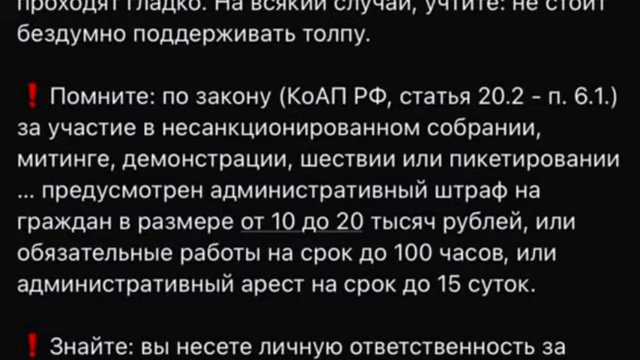 проходят гладко. На всякий случай, учтите: не стоит
бездумно поддерживать толпу.
❗ Помните: по закону (КоАП РФ, статья 20.2 - п. 6.1.)
за участие в несанкционированном собрании,
митинге, демонстрации, шествии или пикетировании
... предусмотрен административный штраф на
граждан в размере от 10 до 20 тысяч рублей, или
обязательные работы на срок до 100 часов, или
административный арест на срок до 15 суток.
❗ Знайте: вы несете личную ответственность за